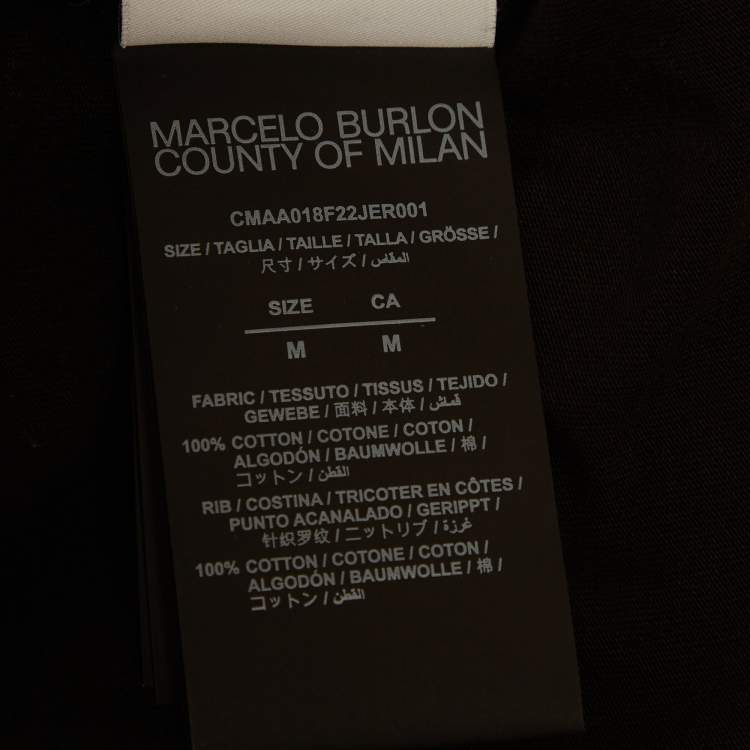 MARCELO BURLON
COUNTY OF MILAN
CMAA018F22JER001
SIZE / TAGLIA / TAILLE / TALLA / GRÖSSE /
尺寸 / サイズ / المقاس
SIZE CA
M M
FABRIC / TESSUTO / TISSUS / TEJIDO /
GEWEBE / 面料 / 本体 / قماش
100% COTTON / COTONE / COTON /
ALGODÓN / BAUMWOLLE / 棉 /
コットン / القطن
RIB / COSTINA / TRICOTER EN CÔTES /
PUNTO ACANALADO / GERIPPT /
针织罗纹 / ニットリブ / غرزة
100% COTTON / COTONE / COTON /
ALGODÓN / BAUMWOLLE / 棉 /
コットン / القطن